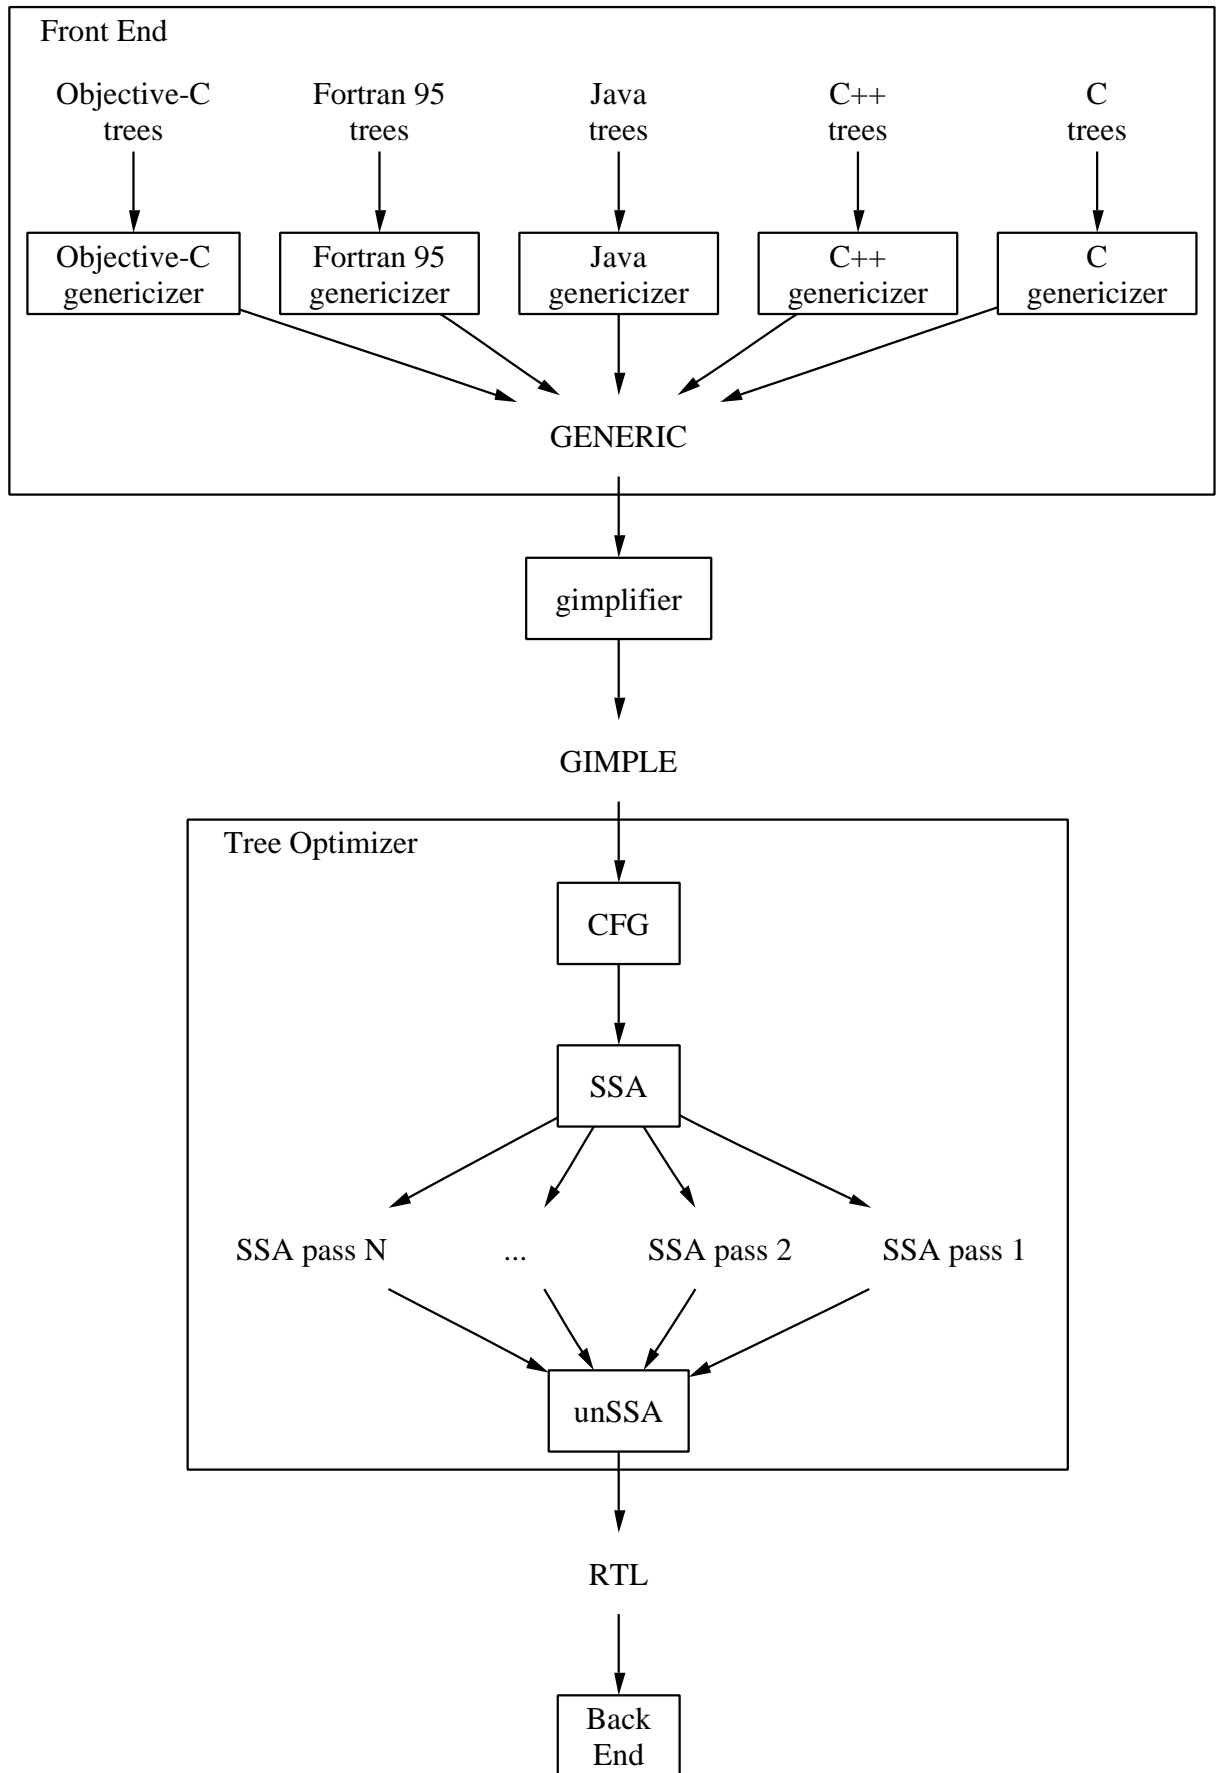 Front End
Objective-C
trees
Fortran 95
trees
Java
trees
C++
trees
C
trees
Objective-C
genericizer
Fortran 95
genericizer
Java
genericizer
C++
genericizer
C
genericizer
GENERIC
gimplifier
GIMPLE
Tree Optimizer
CFG
SSA
SSA pass N
...
SSA pass 2
SSA pass 1
unSSA
RTL
Back
End